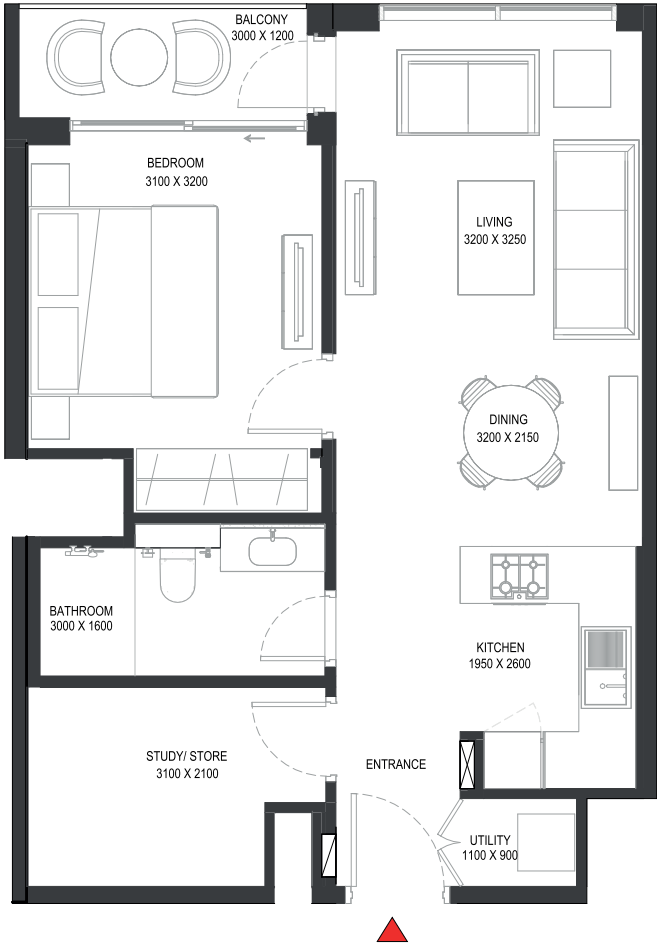 BALCONY
3000 X 1200
BEDROOM
3100 X 3200
LIVING
3200 X 3250
DINING
3200 X 2150
BATHROOM
3000 X 1600
KITCHEN
1950 X 2600
STUDY/ STORE
3100 X 2100
ENTRANCE
UTILITY
1100 X 900